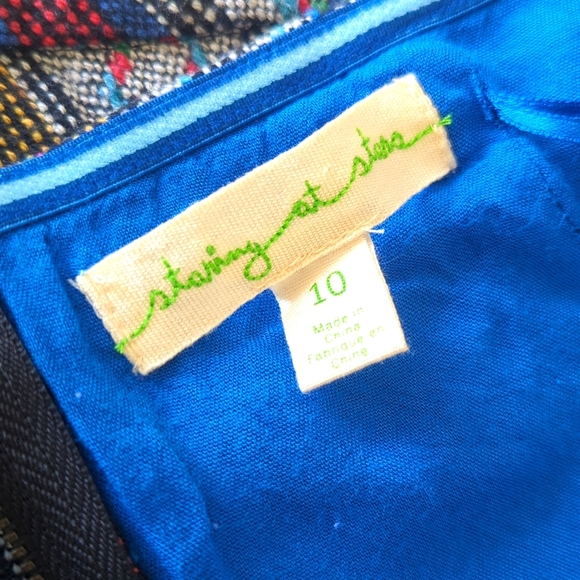 staring at stars
10
Made in
China
Fabriqué en
Chine